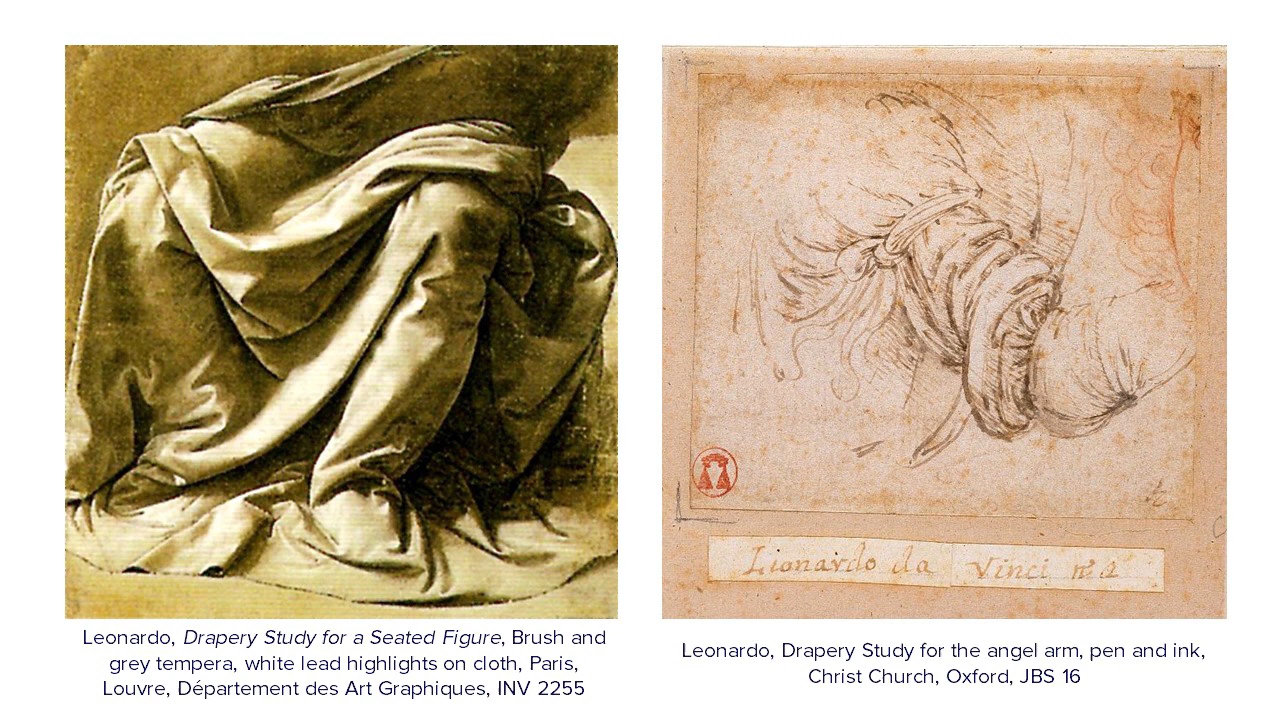 Lionardo da Vinci
Leonardo, Drapery Study for a Seated Figure, Brush and
grey tempera, white lead highlights on cloth, Paris,
Louvre, Département des Art Graphiques, INV 2255
Leonardo, Drapery Study for the angel arm, pen and ink,
Christ Church, Oxford, JBS 16